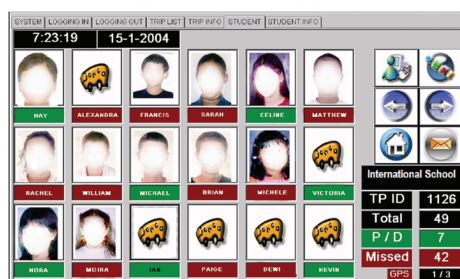 SYSTEM LOGGING IN LOGGING OUT TRIP LIST TRIP INFO STUDENT STUDENT INFO
7:23:19 15-1-2004
MAY ALEXANDRA FRANCIS SARAH CELINE MATTHEW
RACHEL WILLIAM MICHAEL BRIAN MICHELE VICTORIA
NORA MOIRA IAN PAIGE DEWI KEVIN
International School
TP ID 1126
Total 49
P / D 7
Missed 42
GPS 1 / 3